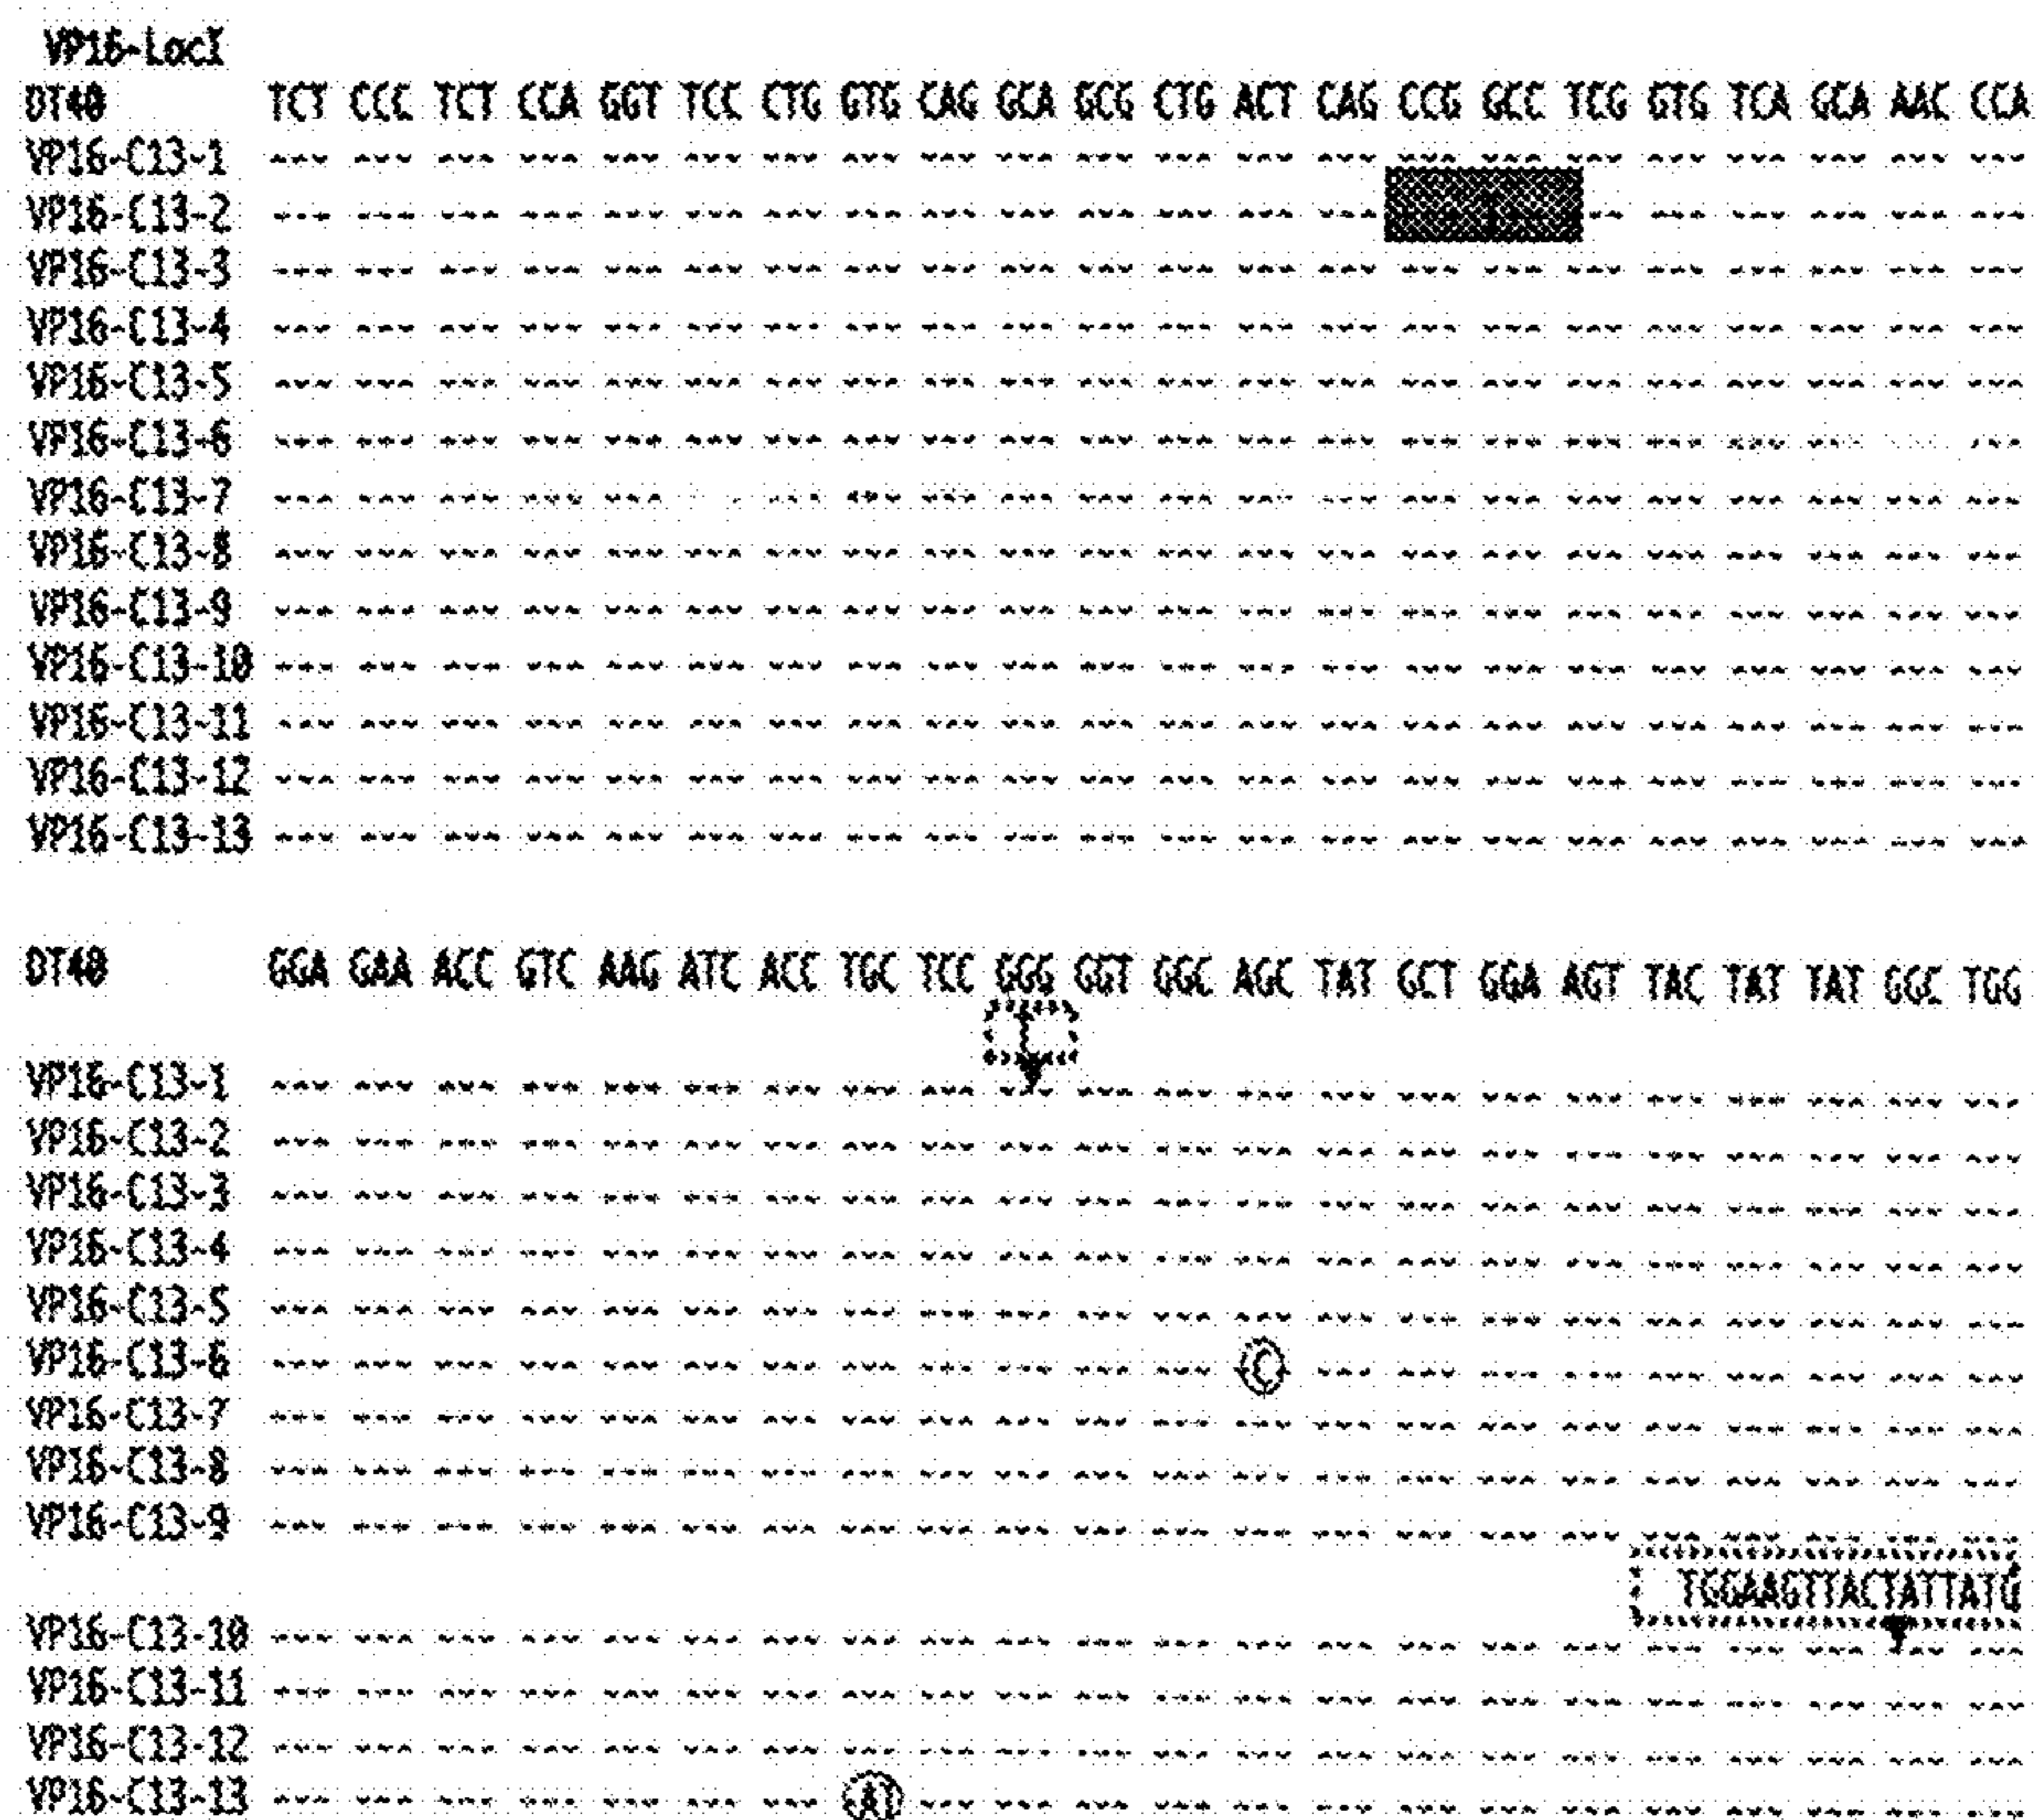 VP16-LacI
DT40 TCT CCC TCT CCA GGT TCC CTG GTG CAG GCA GCG CTG ACT CAG CCG GCC TCG GTG TCA GCA AAC CCA
VP16-C13-1 --- --- --- --- --- --- --- --- --- --- --- --- --- --- --- --- --- --- --- --- --- ---
VP16-C13-2 --- --- --- --- --- --- --- --- --- --- --- --- --- --- --- --- --- --- --- ---
VP16-C13-3 --- --- --- --- --- --- --- --- --- --- --- --- --- --- --- --- --- --- --- --- --- ---
VP16-C13-4 --- --- --- --- --- --- --- --- --- --- --- --- --- --- --- --- --- --- --- --- --- ---
VP16-C13-5 --- --- --- --- --- --- --- --- --- --- --- --- --- --- --- --- --- --- --- --- --- ---
VP16-C13-6 --- --- --- --- --- --- --- --- --- --- --- --- --- --- --- --- --- --- --- --- --- ---
VP16-C13-7 --- --- --- --- --- --- --- --- --- --- --- --- --- --- --- --- --- --- --- --- --- ---
VP16-C13-8 --- --- --- --- --- --- --- --- --- --- --- --- --- --- --- --- --- --- --- --- --- ---
VP16-C13-9 --- --- --- --- --- --- --- --- --- --- --- --- --- --- --- --- --- --- --- --- --- ---
VP16-C13-10 --- --- --- --- --- --- --- --- --- --- --- --- --- --- --- --- --- --- --- --- --- ---
VP16-C13-11 --- --- --- --- --- --- --- --- --- --- --- --- --- --- --- --- --- --- --- --- --- ---
VP16-C13-12 --- --- --- --- --- --- --- --- --- --- --- --- --- --- --- --- --- --- --- --- --- ---
VP16-C13-13 --- --- --- --- --- --- --- --- --- --- --- --- --- --- --- --- --- --- --- --- --- ---
DT40 GGA GAA ACC GTC AAG ATC ACC TGC TCC GGG GGT GGC AGC TAT GCT GGA AGT TAC TAT TAT GGC TGG
VP16-C13-1 --- --- --- --- --- --- --- --- --- --- --- --- --- --- --- --- --- --- --- --- --- ---
VP16-C13-2 --- --- --- --- --- --- --- --- --- --- --- --- --- --- --- --- --- --- --- --- --- ---
VP16-C13-3 --- --- --- --- --- --- --- --- --- --- --- --- --- --- --- --- --- --- --- --- --- ---
VP16-C13-4 --- --- --- --- --- --- --- --- --- --- --- --- --- --- --- --- --- --- --- --- --- ---
VP16-C13-5 --- --- --- --- --- --- --- --- --- --- --- --- --- --- --- --- --- --- --- --- --- ---
VP16-C13-6 --- --- --- --- --- --- --- --- --- --- --- --- -C- --- --- --- --- --- --- --- --- ---
VP16-C13-7 --- --- --- --- --- --- --- --- --- --- --- --- --- --- --- --- --- --- --- --- --- ---
VP16-C13-8 --- --- --- --- --- --- --- --- --- --- --- --- --- --- --- --- --- --- --- --- --- ---
VP16-C13-9 --- --- --- --- --- --- --- --- --- --- --- --- --- --- --- --- --- --- --- --- --- ---
TGGAAGTTACTATTATG
VP16-C13-10 --- --- --- --- --- --- --- --- --- --- --- --- --- --- --- --- --- --- --- --- --- ---
VP16-C13-11 --- --- --- --- --- --- --- --- --- --- --- --- --- --- --- --- --- --- --- --- --- ---
VP16-C13-12 --- --- --- --- --- --- --- --- --- --- --- --- --- --- --- --- --- --- --- --- --- ---
VP16-C13-13 --- --- --- --- --- --- --- --- --- --- --- --- --- --- --- --- --- --- --- --- --- ---